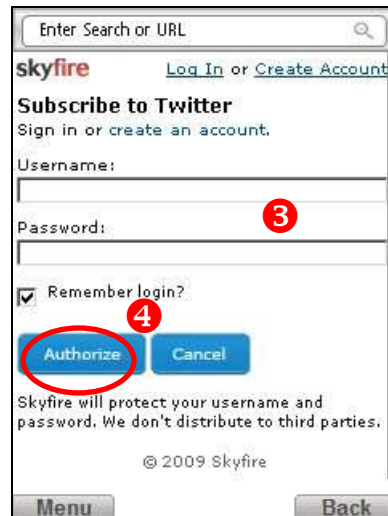 Enter Search or URL
skyfire Log In or Create Account
Subscribe to Twitter
Sign in or create an account.
Username:
3
Password:
Remember login?
4
Authorize Cancel
Skyfire will protect your username and
password. We don't distribute to third parties.
© 2009 Skyfire
Menu Back